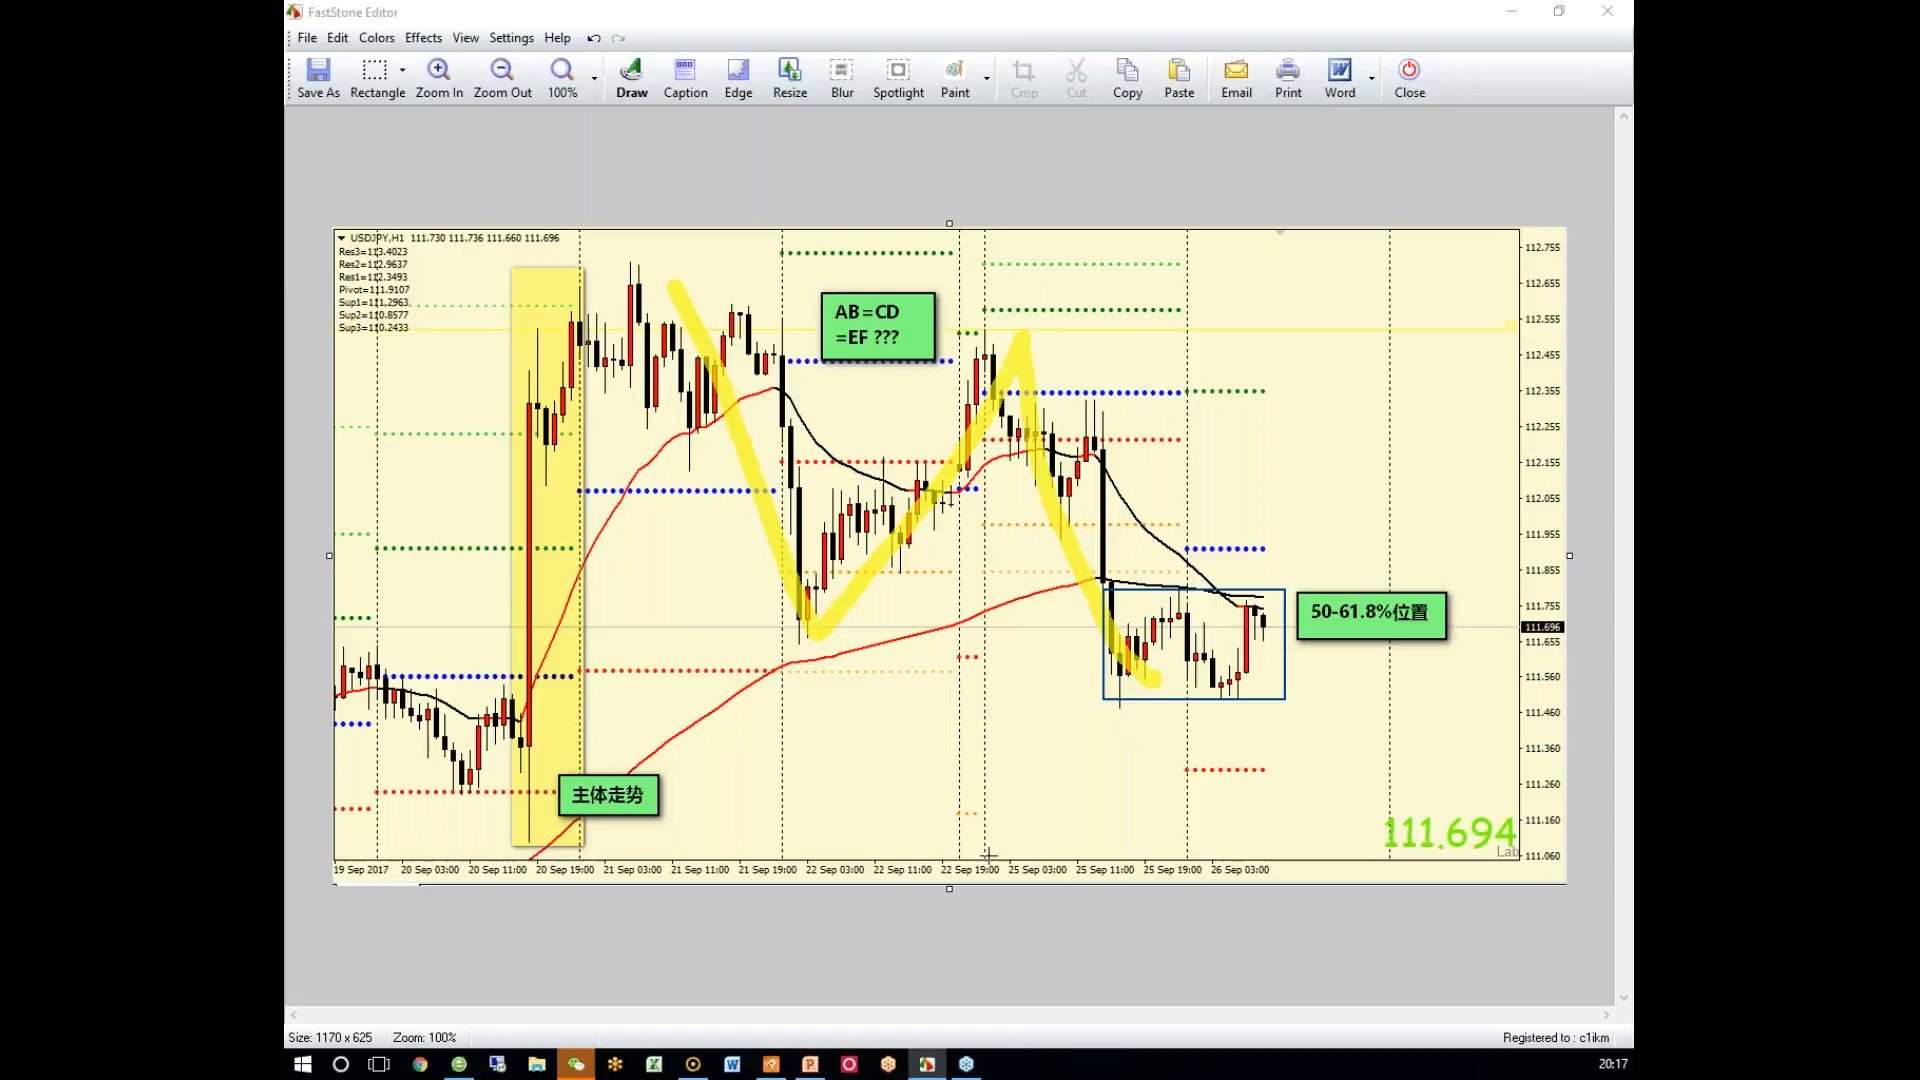 FastStone Editor
File Edit Colors Effects View Settings Help
Save As Rectangle Zoom In Zoom Out 100% Draw Caption Edge Resize Blur Spotlight Paint Crop Cut Copy Paste Email Print Word Close
USDJPY,H1 111.730 111.736 111.660 111.696
Res3=113.4023
Res2=112.9637
Res1=112.3493
Pivot=111.9107
Sup1=111.2963
Sup2=110.8577
Sup3=110.2433
AB=CD
=EF ???
50-61.8%位置
主体走势
112.755
112.655
112.555
112.455
112.355
112.255
112.155
112.055
111.955
111.855
111.755
111.696
111.655
111.560
111.460
111.360
111.260
111.160
111.060
111.694
Lab
19 Sep 2017 20 Sep 03:00 20 Sep 11:00 20 Sep 19:00 21 Sep 03:00 21 Sep 11:00 21 Sep 19:00 22 Sep 03:00 22 Sep 11:00 22 Sep 19:00 25 Sep 03:00 25 Sep 11:00 25 Sep 19:00 26 Sep 03:00
Size: 1170 x 625 Zoom: 100% Registered to : c1ikm
20:17